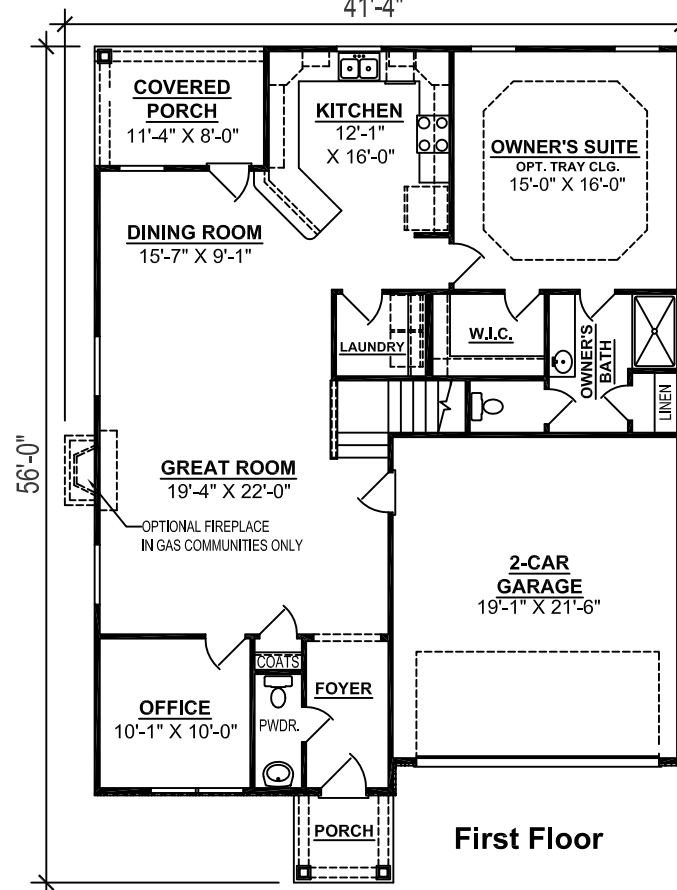 41'-4"
56'-0"
COVERED
PORCH
11'-4" X 8'-0"
KITCHEN
12'-1"
X 16'-0"
OWNER'S SUITE
OPT. TRAY CLG.
15'-0" X 16'-0"
DINING ROOM
15'-7" X 9'-1"
LAUNDRY
W.I.C.
OWNER'S
BATH
LINEN
GREAT ROOM
19'-4" X 22'-0"
OPTIONAL FIREPLACE
IN GAS COMMUNITIES ONLY
2-CAR
GARAGE
19'-1" X 21'-6"
COATS
FOYER
OFFICE
10'-1" X 10'-0"
PWDR.
PORCH
First Floor